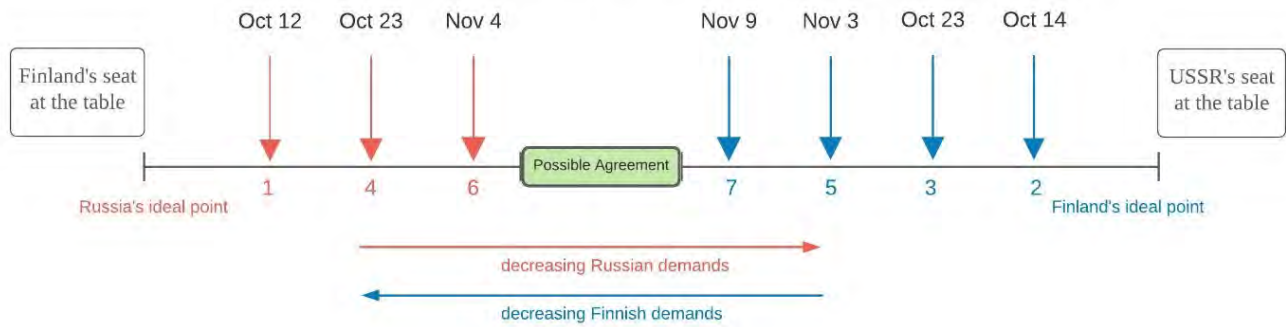 Oct 12
Oct 23
Nov 4
Nov 9
Nov 3
Oct 23
Oct 14
Finland's seat
at the table
USSR's seat
at the table
Possible Agreement
1
4
6
7
5
3
2
Russia's ideal point
Finland's ideal point
decreasing Russian demands
decreasing Finnish demands